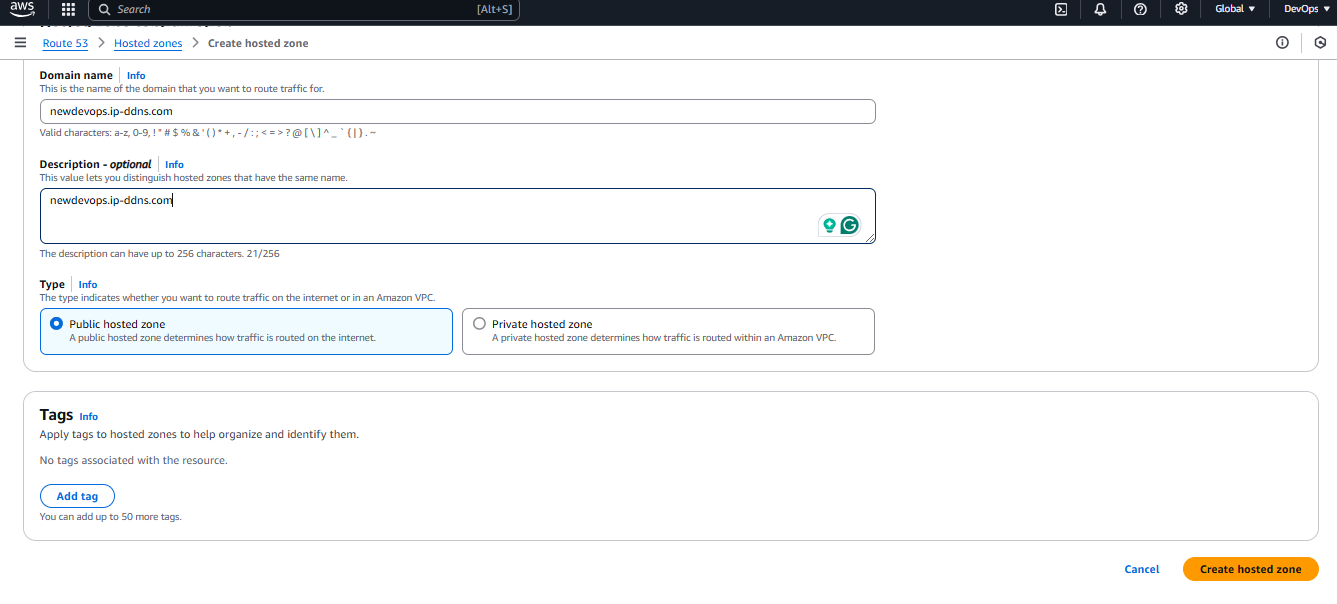 aws
Search [Alt+S] Global DevOps
Route 53 > Hosted zones > Create hosted zone
Domain name Info
This is the name of the domain that you want to route traffic for.
newdevops.ip-ddns.com
Valid characters: a-z, 0-9, ! " # $ % & ' ( ) * + , - / : ; < = > ? @ [ \ ] ^ _ ` { | } . ~
Description - optional Info
This value lets you distinguish hosted zones that have the same name.
newdevops.ip-ddns.com
The description can have up to 256 characters. 21/256
Type Info
The type indicates whether you want to route traffic on the internet or in an Amazon VPC.
Public hosted zone
A public hosted zone determines how traffic is routed on the internet.
Private hosted zone
A private hosted zone determines how traffic is routed within an Amazon VPC.
Tags Info
Apply tags to hosted zones to help organize and identify them.
No tags associated with the resource.
Add tag
You can add up to 50 more tags.
Cancel Create hosted zone